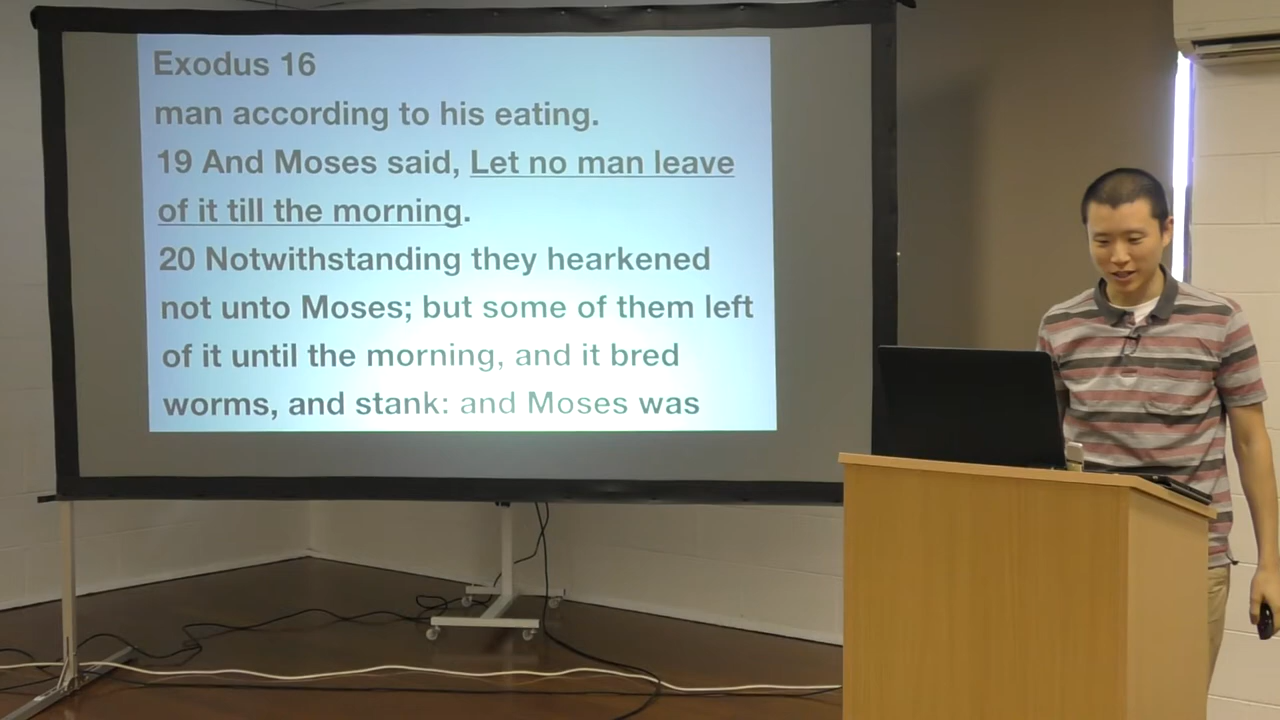 Exodus 16
man according to his eating.
19 And Moses said, Let no man leave
of it till the morning.
20 Notwithstanding they hearkened
not unto Moses; but some of them left
of it until the morning, and it bred
worms, and stank: and Moses was